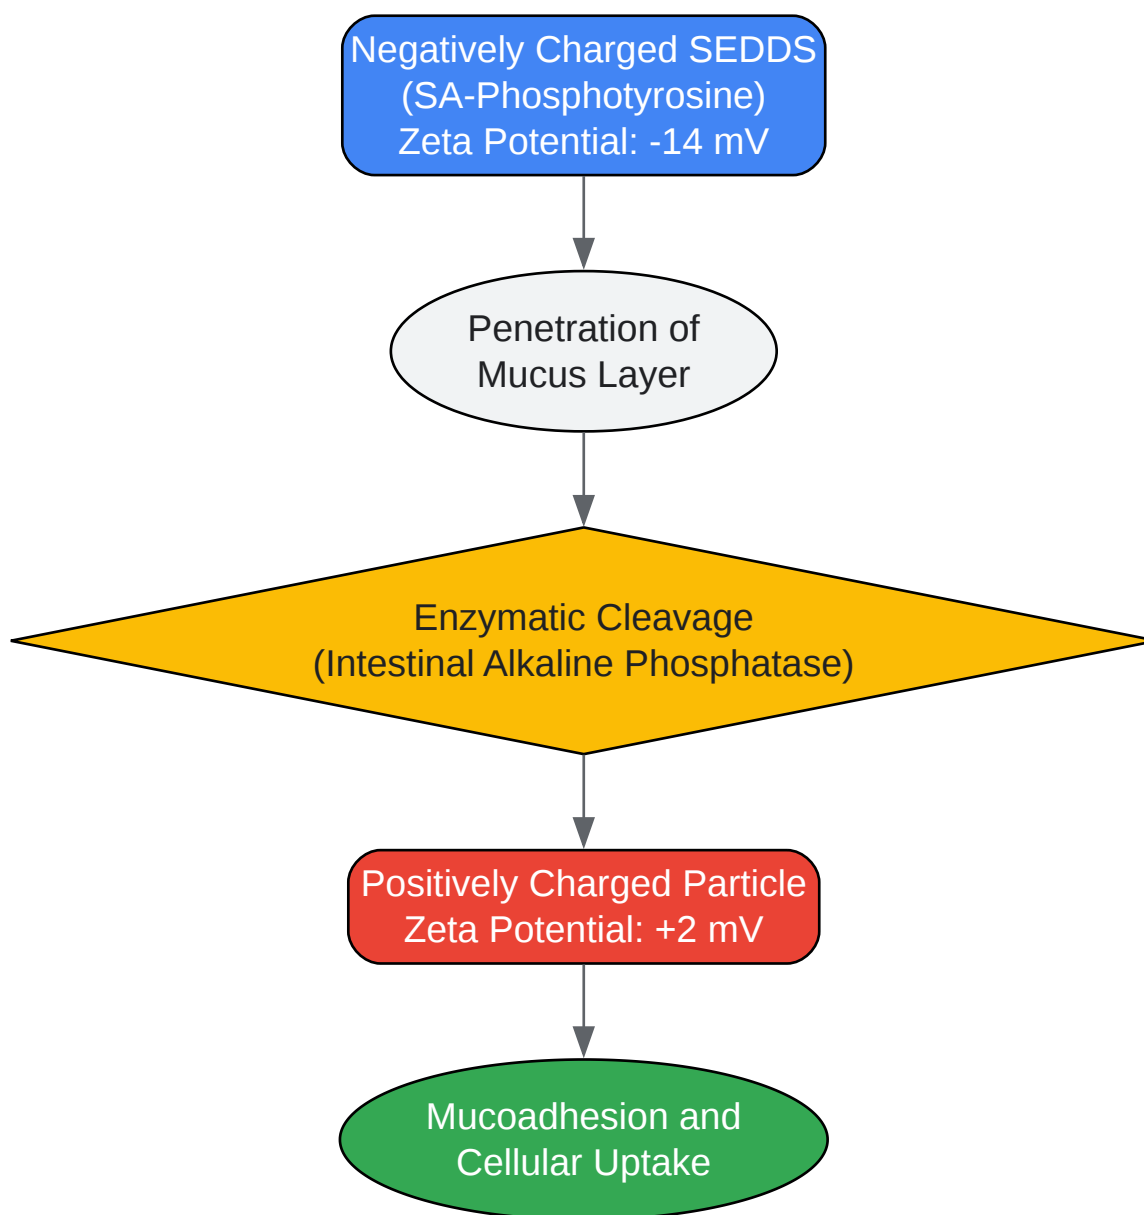 Negatively Charged SEDDS
(SA-Phosphotyrosine)
Zeta Potential: -14 mV
Penetration of
Mucus Layer
Enzymatic Cleavage
(Intestinal Alkaline Phosphatase)
Positively Charged Particle
Zeta Potential: +2 mV
Mucoadhesion and
Cellular Uptake